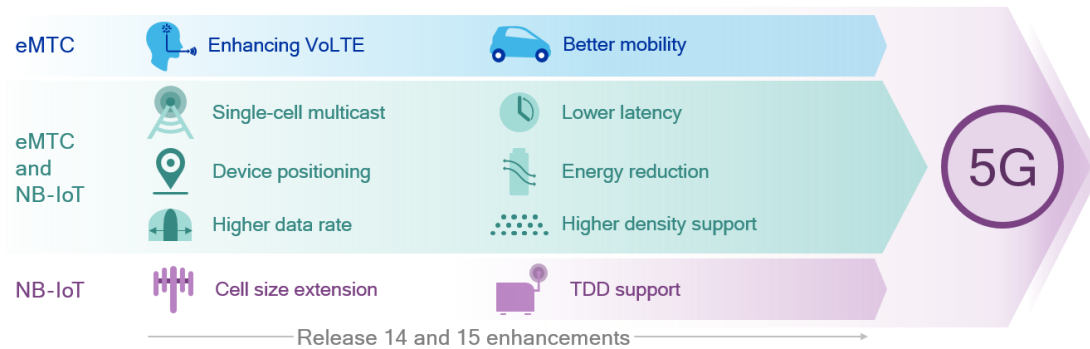 eMTC
Enhancing VoLTE
Better mobility
eMTC
and
NB-IoT
Single-cell multicast
Lower latency
Device positioning
Energy reduction
Higher data rate
Higher density support
5G
NB-IoT
Cell size extension
TDD support
Release 14 and 15 enhancements